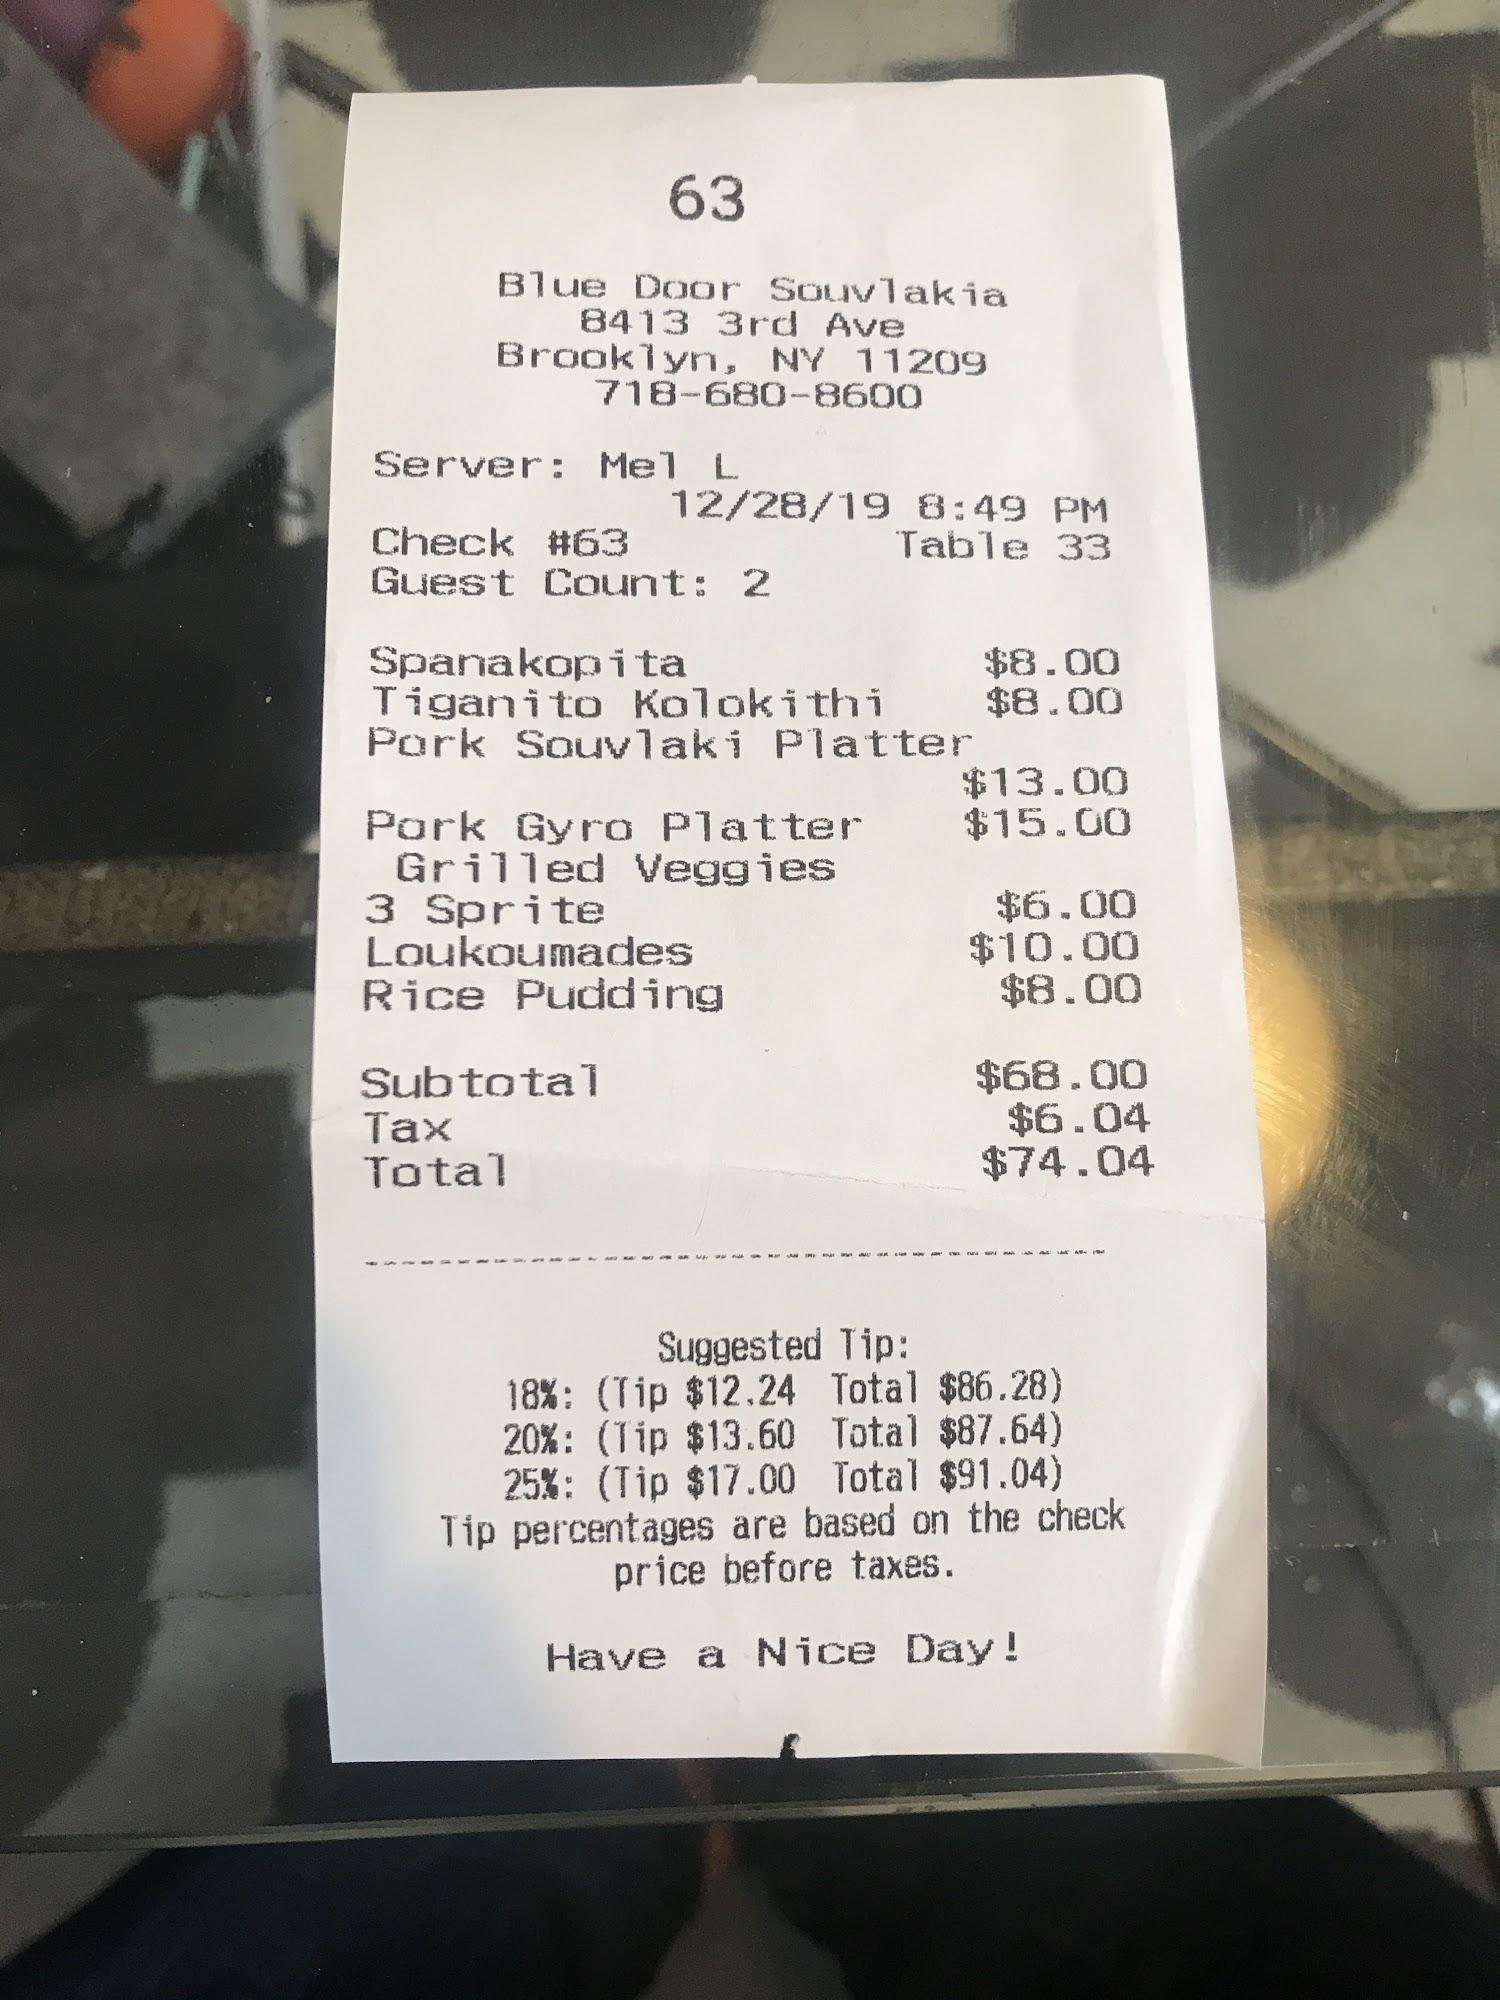 63
Blue Door Souvlakia
8413 3rd Ave
Brooklyn, NY 11209
718-680-8600
Server: Mel L
12/28/19 8:49 PM
Check #63 Table 33
Guest Count: 2
Spanakopita $8.00
Tiganito Kolokithi $8.00
Pork Souvlaki Platter
$13.00
Pork Gyro Platter $15.00
Grilled Veggies
3 Sprite $6.00
Loukoumades $10.00
Rice Pudding $8.00
Subtotal $68.00
Tax $6.04
Total $74.04
Suggested Tip:
18%: (Tip $12.24 Total $86.28)
20%: (Tip $13.60 Total $87.64)
25%: (Tip $17.00 Total $91.04)
Tip percentages are based on the check
price before taxes.
Have a Nice Day!